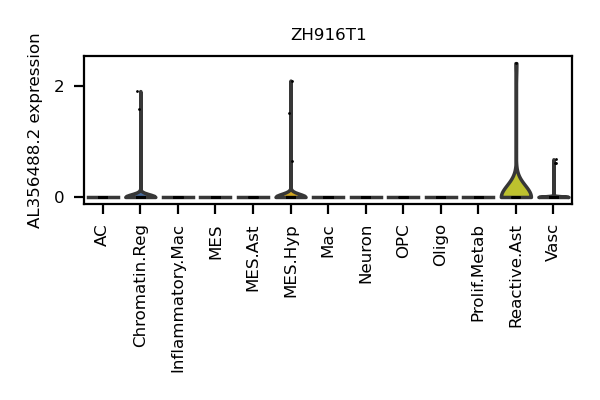 ZH916T1
AL356488.2 expression
2
0
AC
Chromatin.Reg
Inflammatory.Mac
MES
MES.Ast
MES.Hyp
Mac
Neuron
OPC
Oligo
Prolif.Metab
Reactive.Ast
Vasc